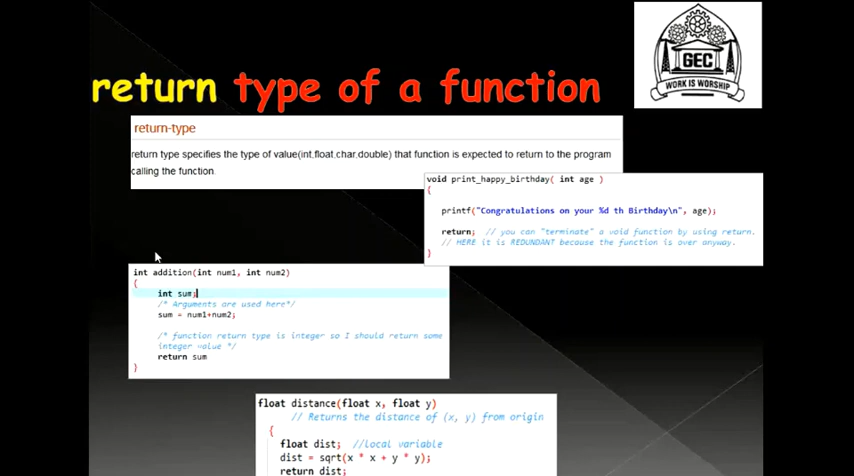 return type of a function
GEC
WORK IS WORSHIP
return-type
return type specifies the type of value(int,float,char,double) that function is expected to return to the program
calling the function.
void print_happy_birthday( int age )
{
printf("Congratulations on your %d th Birthday\n", age);
return;  // you can "terminate" a void function by using return.
// HERE it is REDUNDANT because the function is over anyway.
}
int addition(int num1, int num2)
{
int sum;
/* Arguments are used here*/
sum = num1+num2;
/* function return type is integer so I should return some
integer value */
return sum
}
float distance(float x, float y)
// Returns the distance of (x, y) from origin
{
float dist;  //local variable
dist = sqrt(x * x + y * y);
return dist;